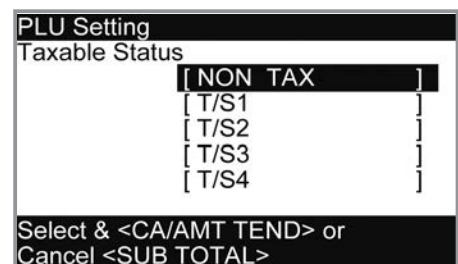 PLU Setting
Taxable Status
[ NON TAX ]
[ T/S1 ]
[ T/S2 ]
[ T/S3 ]
[ T/S4 ]
Select & <CA/AMT TEND> or
Cancel <SUB TOTAL>